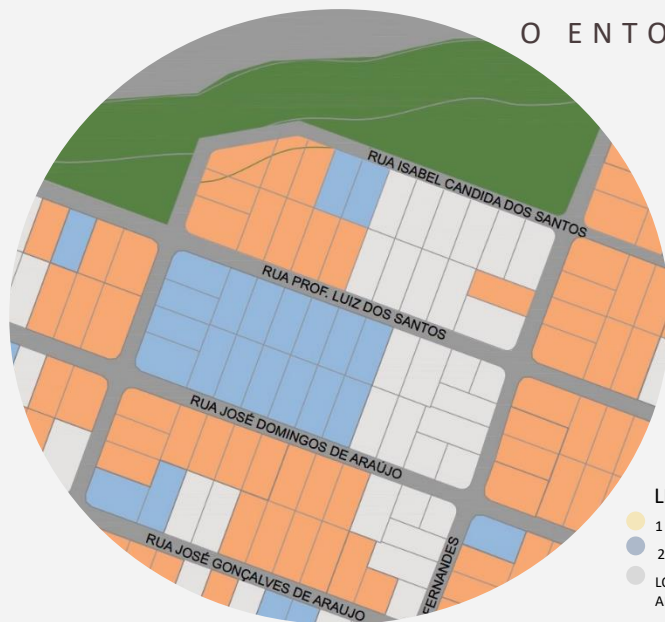 O ENTO
RUA ISABEL CANDIDA DOS SANTOS
RUA PROF. LUIZ DOS SANTOS
RUA JOSÉ DOMINGOS DE ARAÚJO
RUA JOSÉ GONÇALVES DE ARAUJO
FERNANDES
L
1
2
LO
A